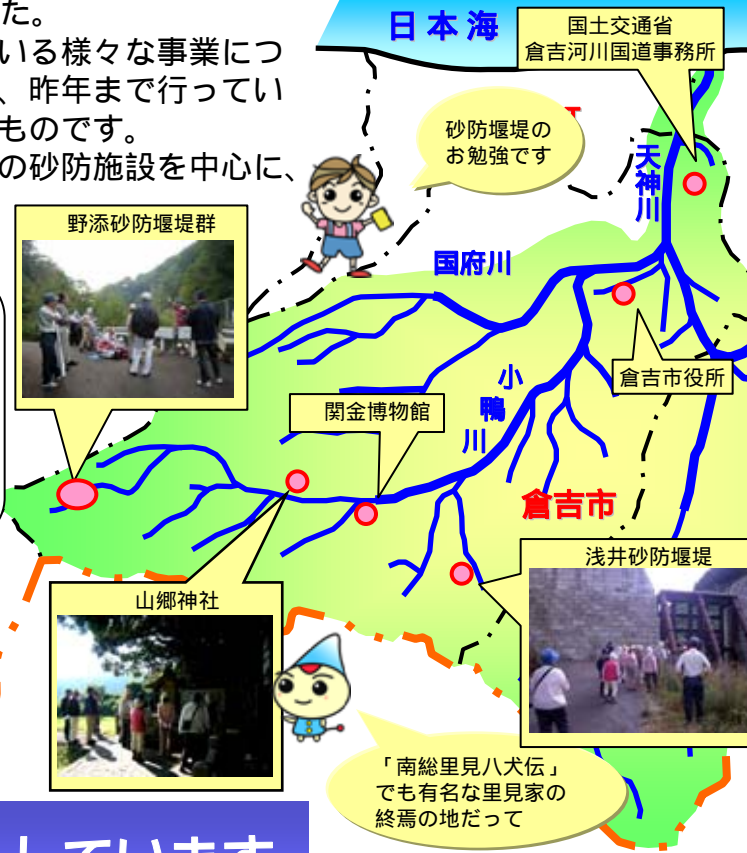 た。
いる様々な事業につ
、昨年まで行ってい
ものです。
の砂防施設を中心に、
日本海
国土交通省
倉吉河川国道事務所
砂防堰堤の
お勉強です
天神川
野添砂防堰堤群
国府川
倉吉市役所
小鴨川
関金博物館
倉吉市
浅井砂防堰堤
山郷神社
「南総里見八犬伝」
でも有名な里見家の
終焉の地だって
しています